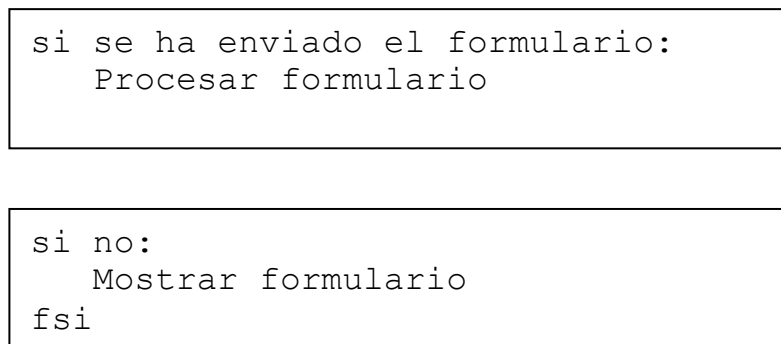 si se ha enviado el formulario:
Procesar formulario
si no:
Mostrar formulario
fsi